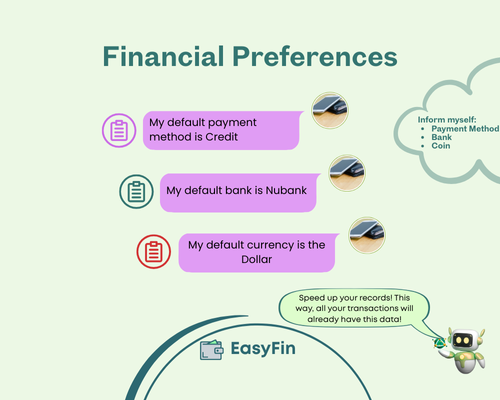 Financial Preferences
My default payment
method is Credit
Inform myself:
• Payment Method
• Bank
• Coin
My default bank is Nubank
My default currency is the
Dollar
Speed up your records! This
way, all your transactions will
already have this data!
EasyFin